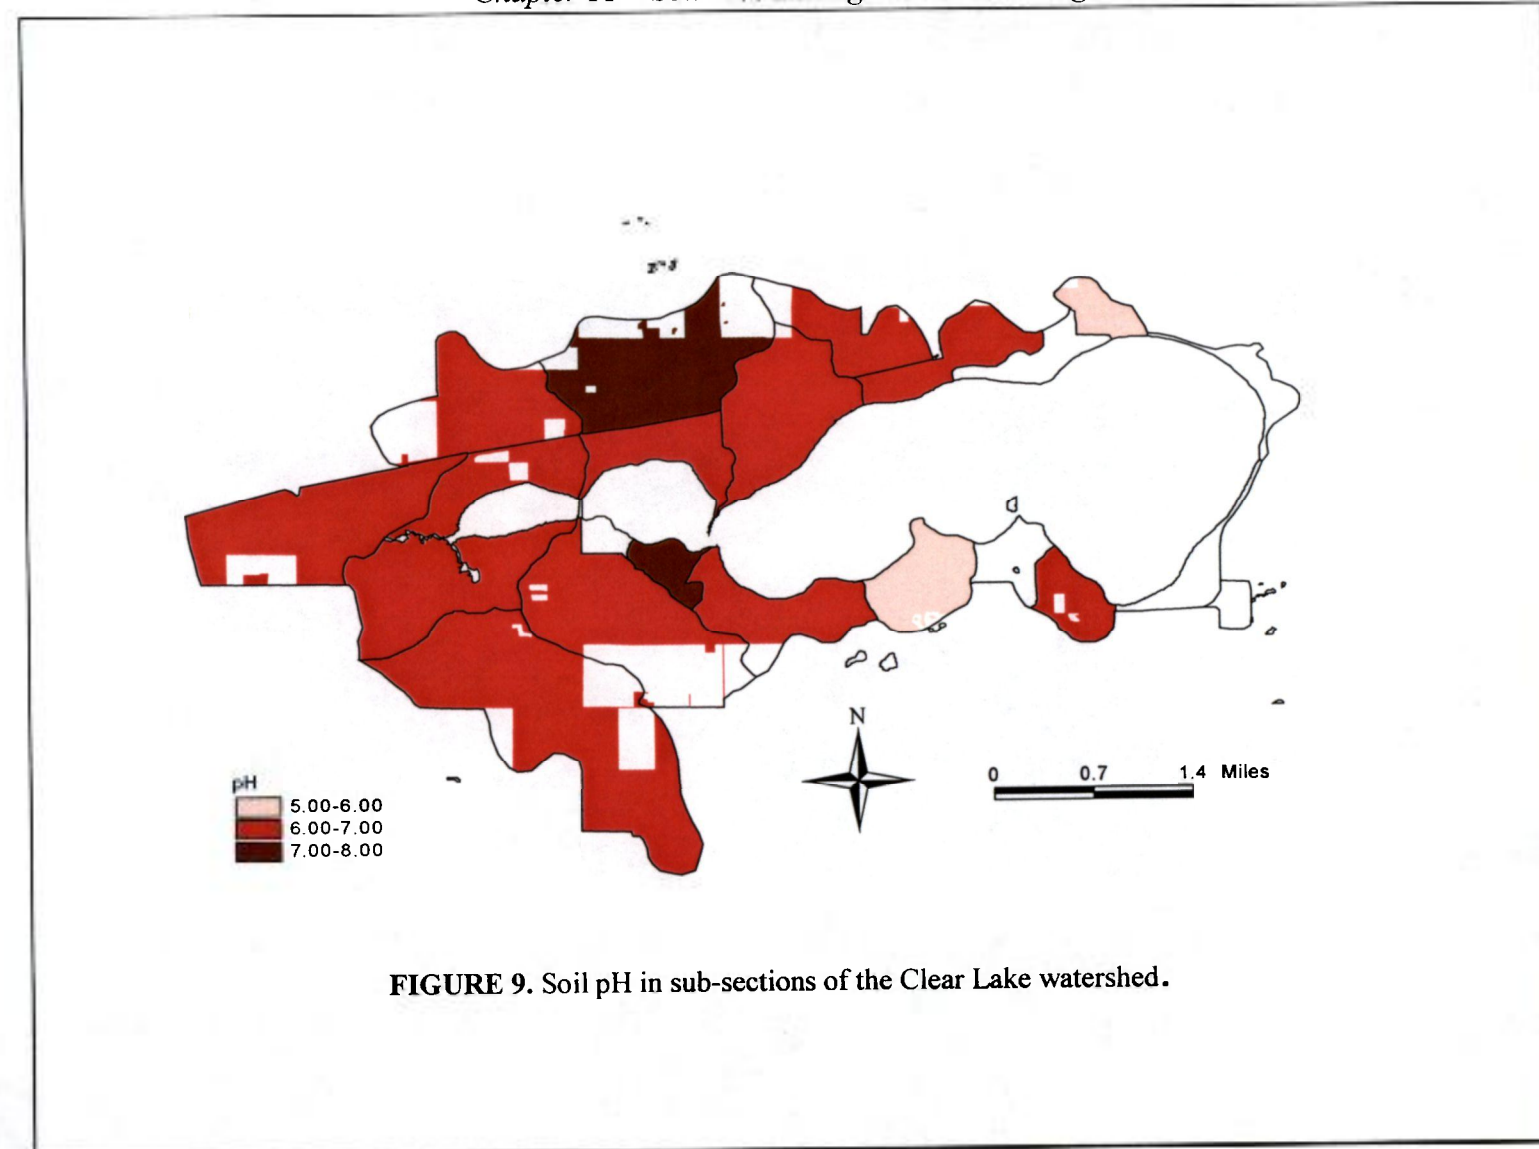 N
0 0.7 1.4 Miles
pH
5.00-6.00
6.00-7.00
7.00-8.00
FIGURE 9. Soil pH in sub-sections of the Clear Lake watershed.